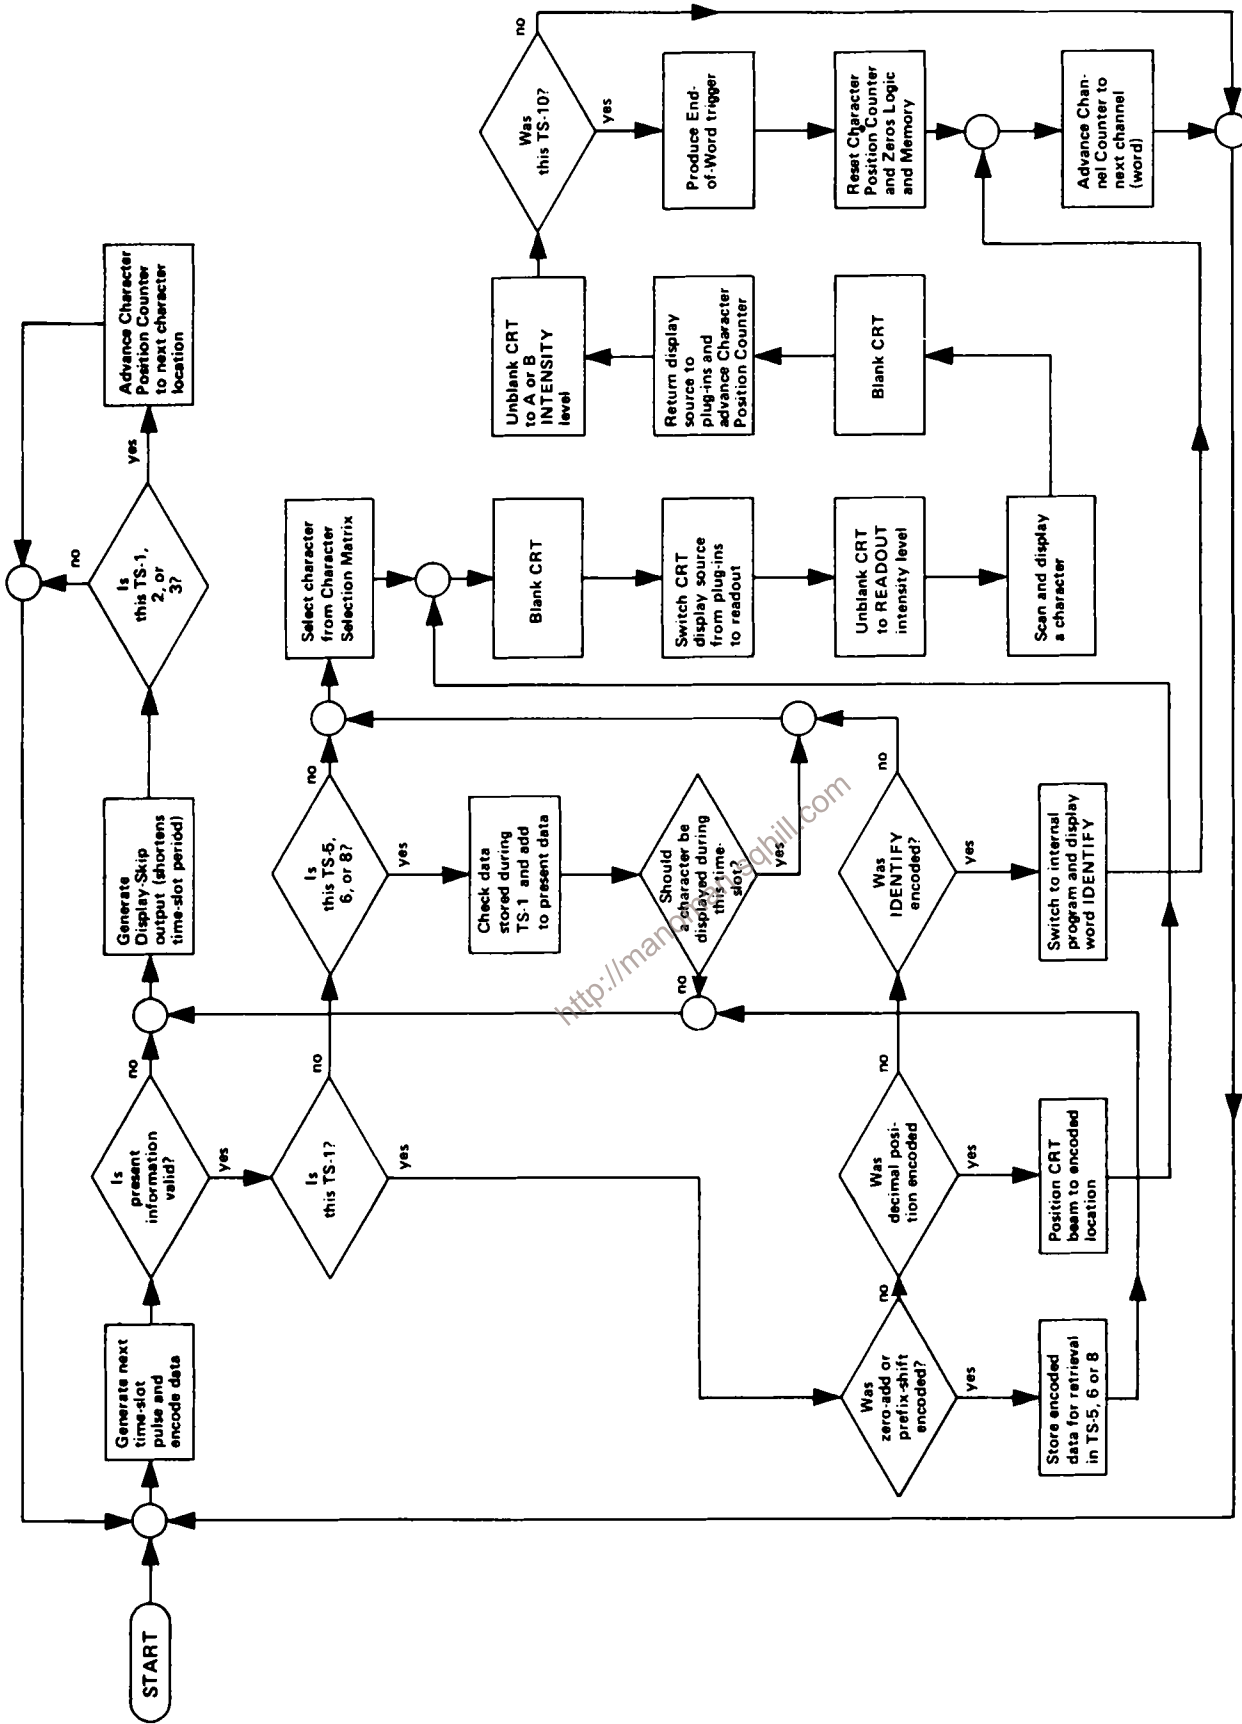 START
Generate next
time-slot
pulse and
encode data
Is
present
information
valid?
no
yes
Generate
Display-Skip
output (shortens
time-slot period)
Is
this TS-1,
2, or
3?
no
yes
Advance Character
Position Counter
to next character
location
Is
this TS-1?
no
yes
Is
this TS-5,
6, or 8?
no
yes
Select character
from Character
Selection Matrix
Check data
stored during
TS-1 and add
to present data
Should
a character be
displayed during
this time-
slot?
no
yes
Blank CRT
Switch CRT
display source
from plug-ins
to readout
Unblank CRT
to READOUT
intensity level
Scan and display
a character
Blank CRT
Return display
source to
plug-ins and
advance Character
Position Counter
Unblank CRT
to A or B
INTENSITY
level
Was
this TS-10?
no
yes
Produce End-
of-Word trigger
Reset Character
Position Counter
and Zeros Logic
and Memory
Advance Chan-
nel Counter to
next channel
(word)
Was
zero-add or
prefix-shift
encoded?
no
yes
Store encoded
data for retrieval
in TS-5, 6 or 8
Was
decimal posi-
tion encoded
no
yes
Position CRT
beam to encoded
location
Was
IDENTIFY
encoded?
no
yes
Switch to internal
program and display
word IDENTIFY
http://manoman.sqhill.com